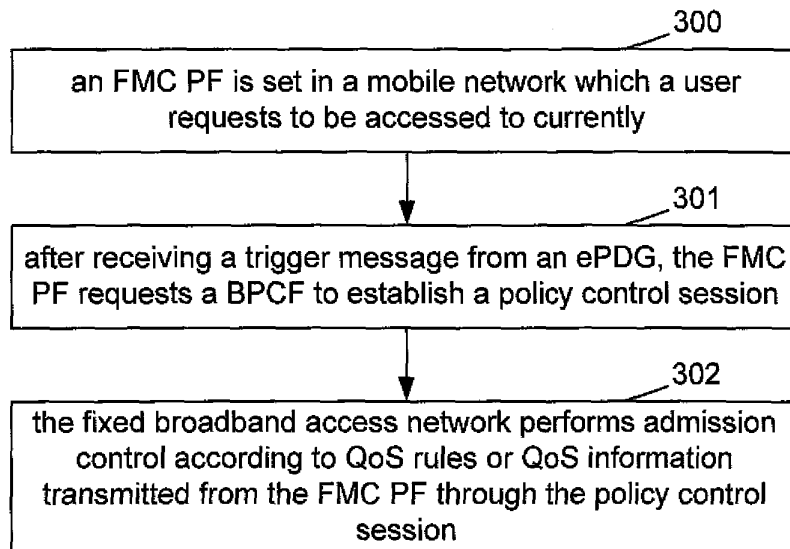 300
an FMC PF is set in a mobile network which a user
requests to be accessed to currently
301
after receiving a trigger message from an ePDG, the FMC
PF requests a BPCF to establish a policy control session
302
the fixed broadband access network performs admission
control according to QoS rules or QoS information
transmitted from the FMC PF through the policy control
session